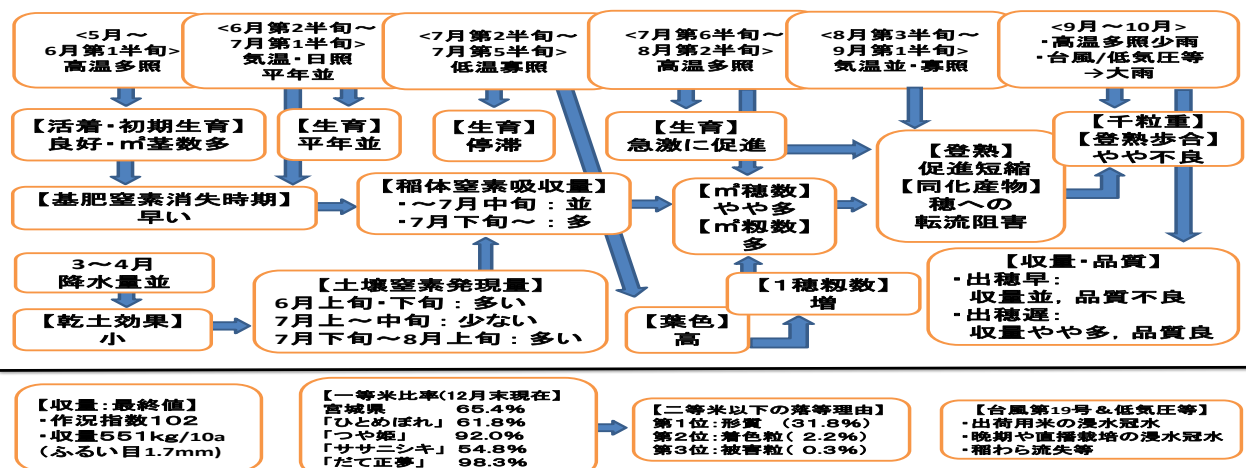 <5月～
6月第1半旬>
高温多照
<6月第2半旬～
7月第1半旬>
気温・日照
平年並
<7月第2半旬～
7月第5半旬>
低温寡照
<7月第6半旬～
8月第2半旬>
高温多照
<8月第3半旬～
9月第1半旬>
気温並・寡照
<9月～10月>
・高温多照少雨
・台風/低気圧等
→大雨
【活着・初期生育】
良好・㎡茎数多
【生育】
平年並
【生育】
停滞
【生育】
急激に促進
【登熟】
促進短縮
【同化産物】
穂への
転流阻害
【千粒重】
【登熟歩合】
やや不良
【基肥窒素消失時期】
早い
【稲体窒素吸収量】
・～7月中旬：並
・7月下旬～：多
【㎡穂数】
やや多
【㎡籾数】
多
3～4月
降水量並
【乾土効果】
小
【土壌窒素発現量】
6月上旬・下旬：多い
7月上～中旬：少ない
7月下旬～8月上旬：多い
【葉色】
高
【1穂籾数】
増
【収量・品質】
・出穂早：
収量並，品質不良
・出穂遅：
収量やや多，品質良
【収量:最終値】
・作況指数102
・収量551kg/10a
(ふるい目1.7mm)
【一等米比率(12月末現在】
宮城県 65.4%
「ひとめぼれ」 61.8%
「つや姫」 92.0%
「ササニシキ」 54.8%
「だて正夢」 98.3%
【二等米以下の落等理由】
第1位:形質 (31.8%)
第2位:着色粒( 2.2%)
第3位:被害粒( 0.3%)
【台風第19号＆低気圧等】
・出荷用米の浸水冠水
・晩期や直播栽培の浸水冠水
・稲わら流失等